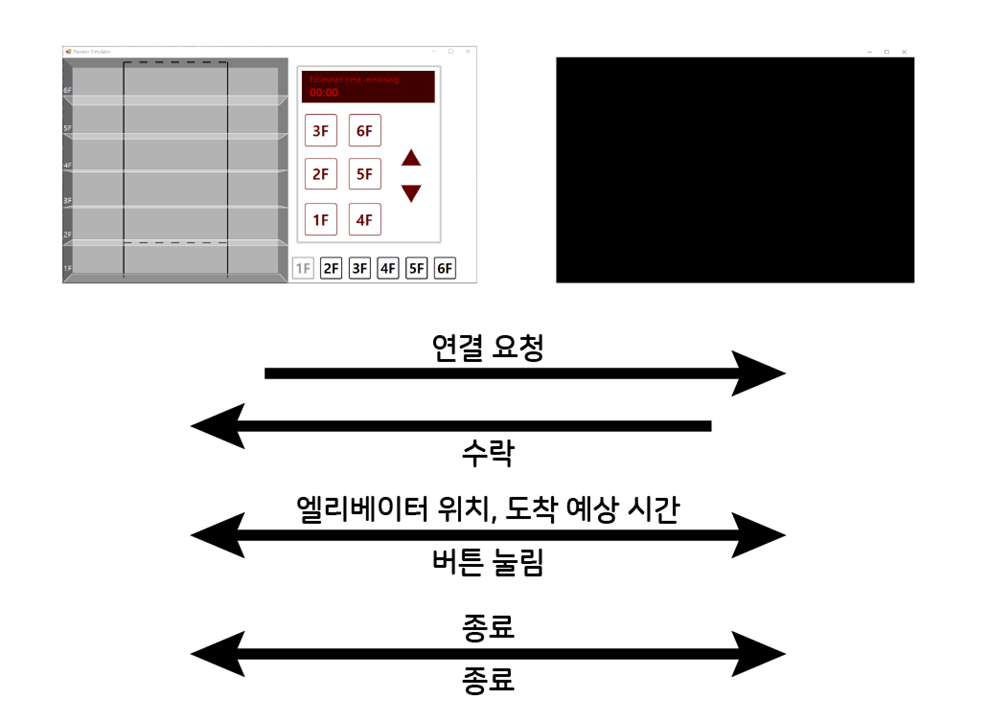 Elevator Simulator
6F
5F
4F
3F
2F
1F
Estimated time remaining:
00:00
3F 6F
2F 5F
1F 4F
1F 2F 3F 4F 5F 6F
연결 요청
수락
엘리베이터 위치, 도착 예상 시간
버튼 눌림
종료
종료